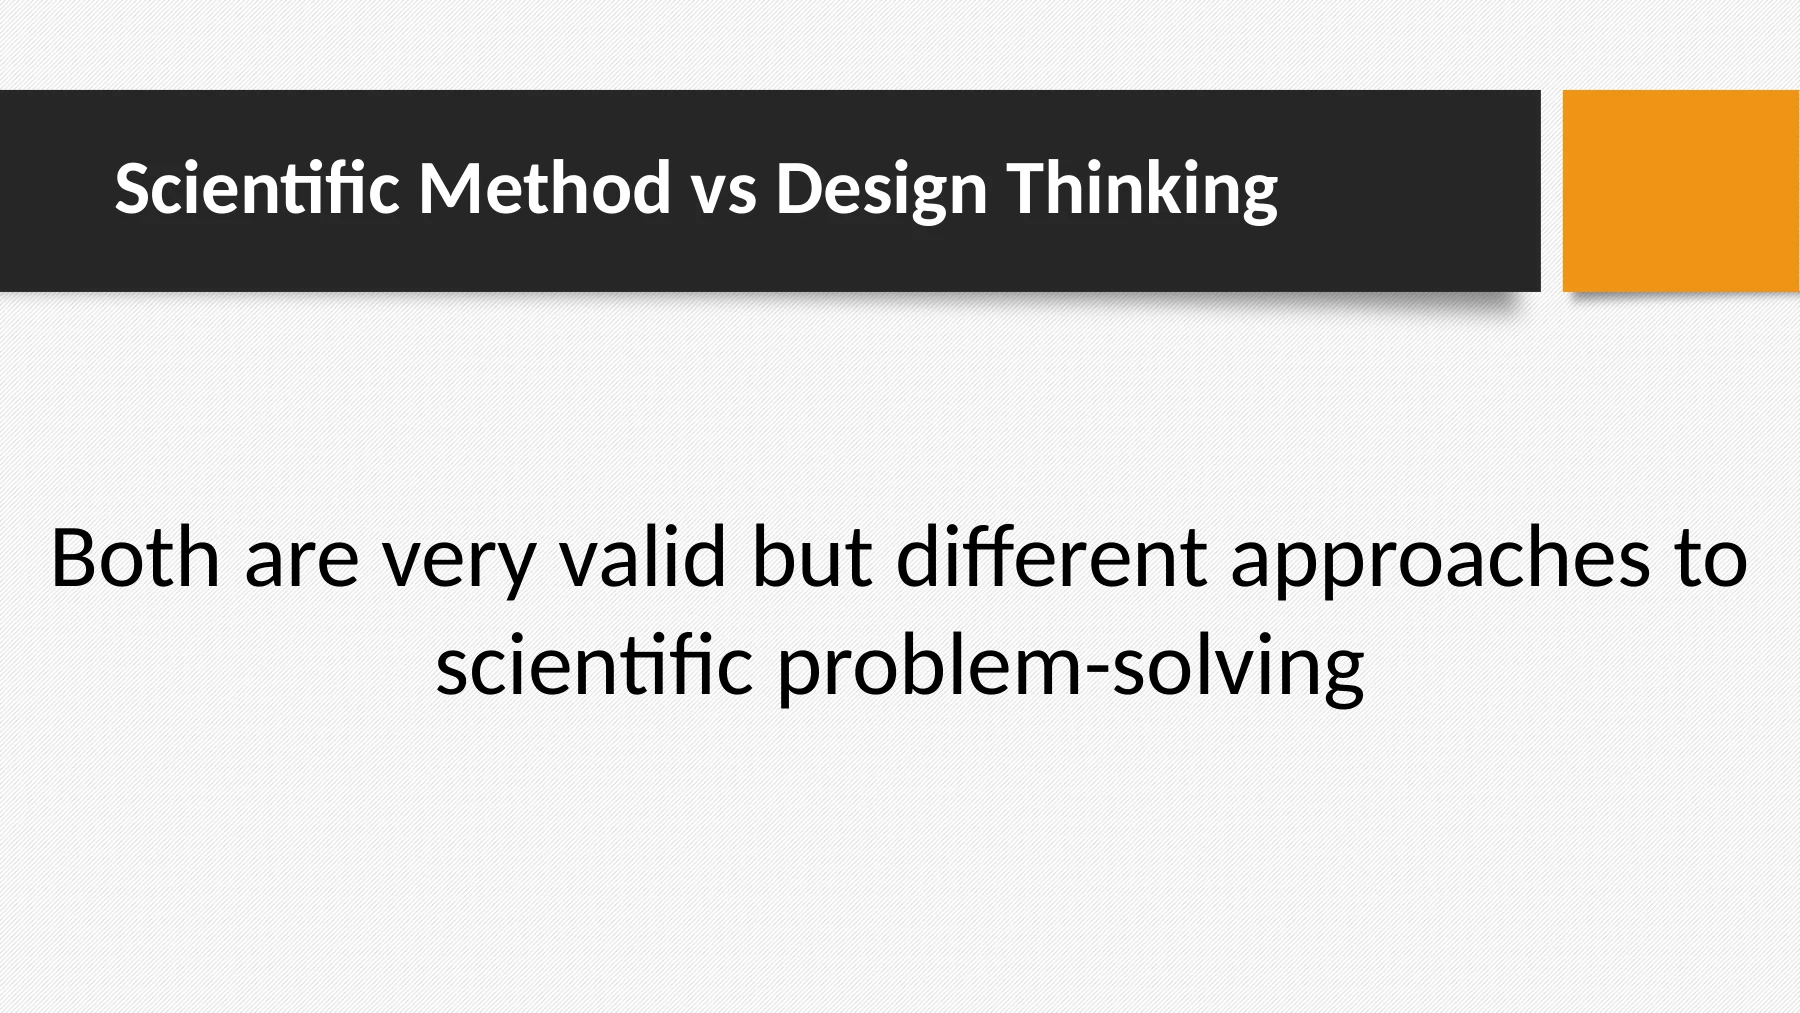 Scientific Method vs Design Thinking
Both are very valid but different approaches to
scientific problem-solving